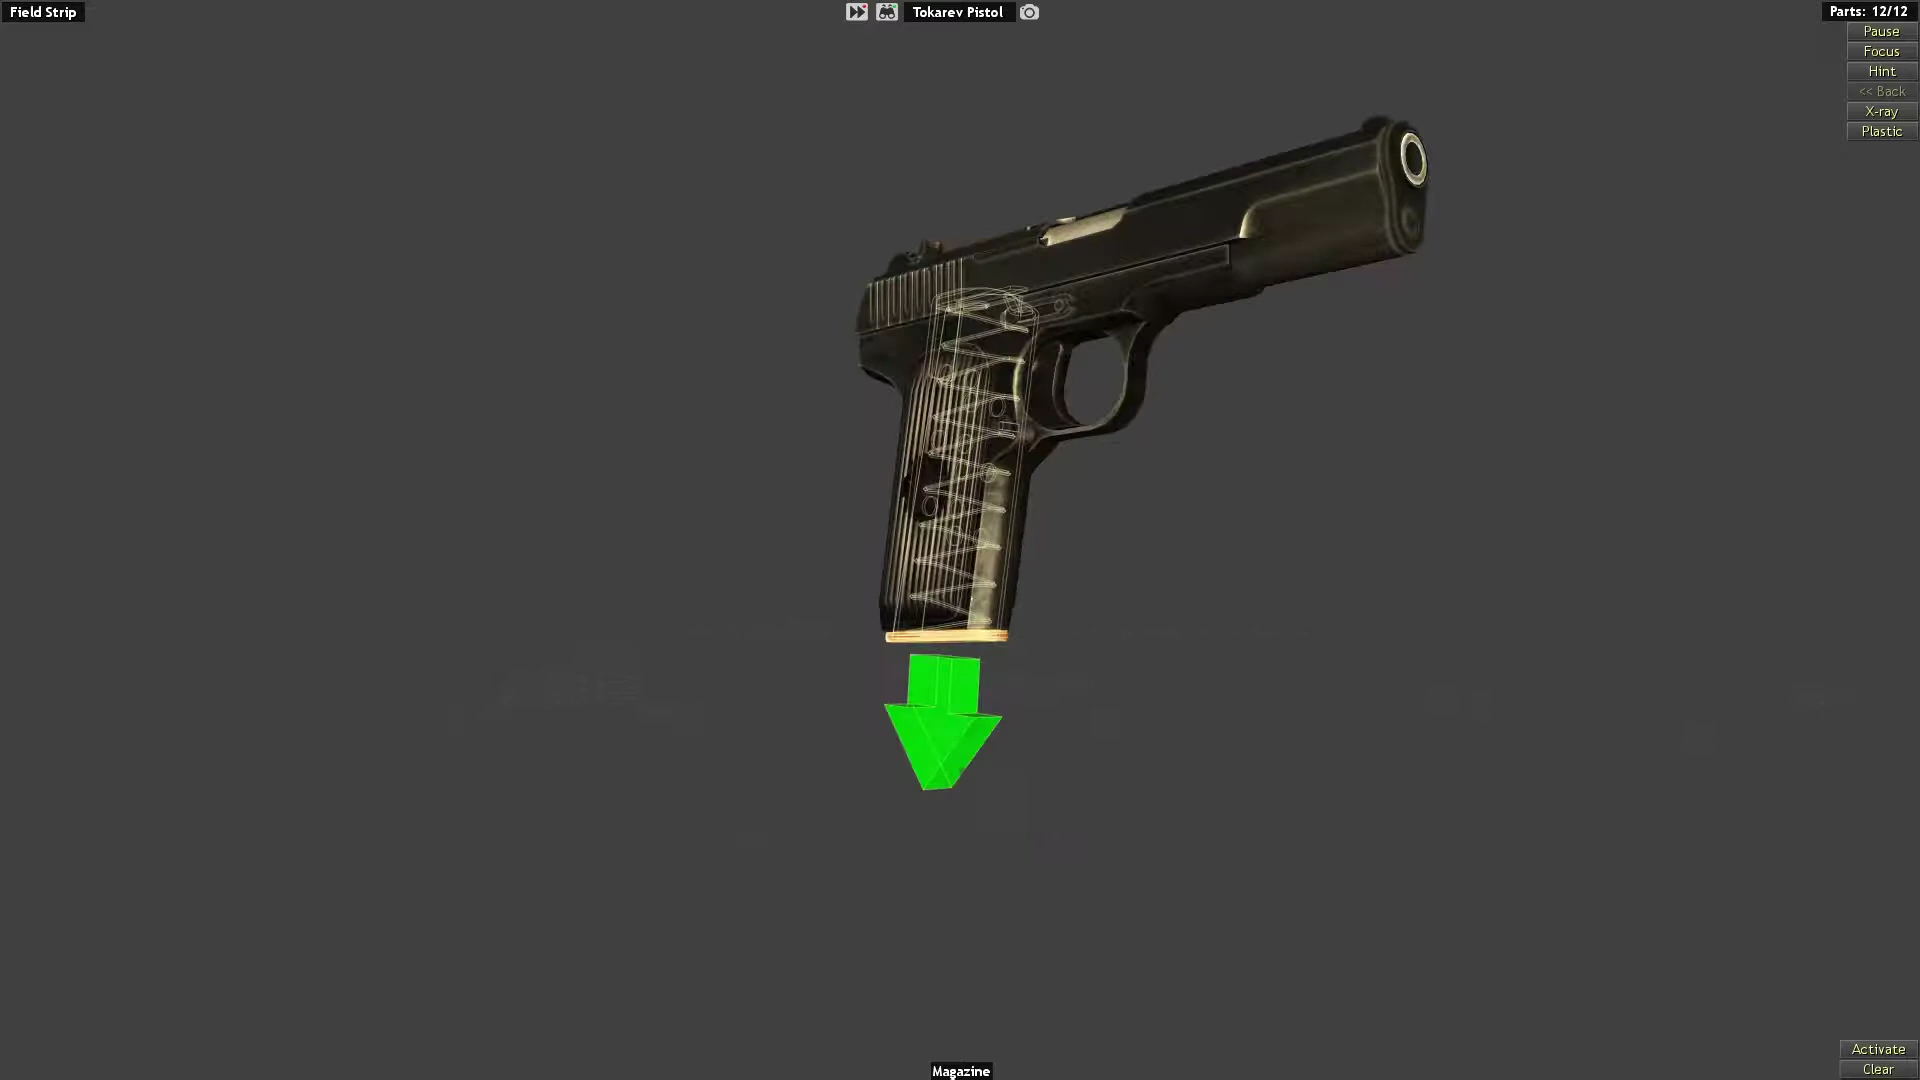 Field Strip
Tokarev Pistol
Parts: 12/12
Pause
Focus
Hint
<< Back
X-ray
Plastic
Activate
Clear
Magazine